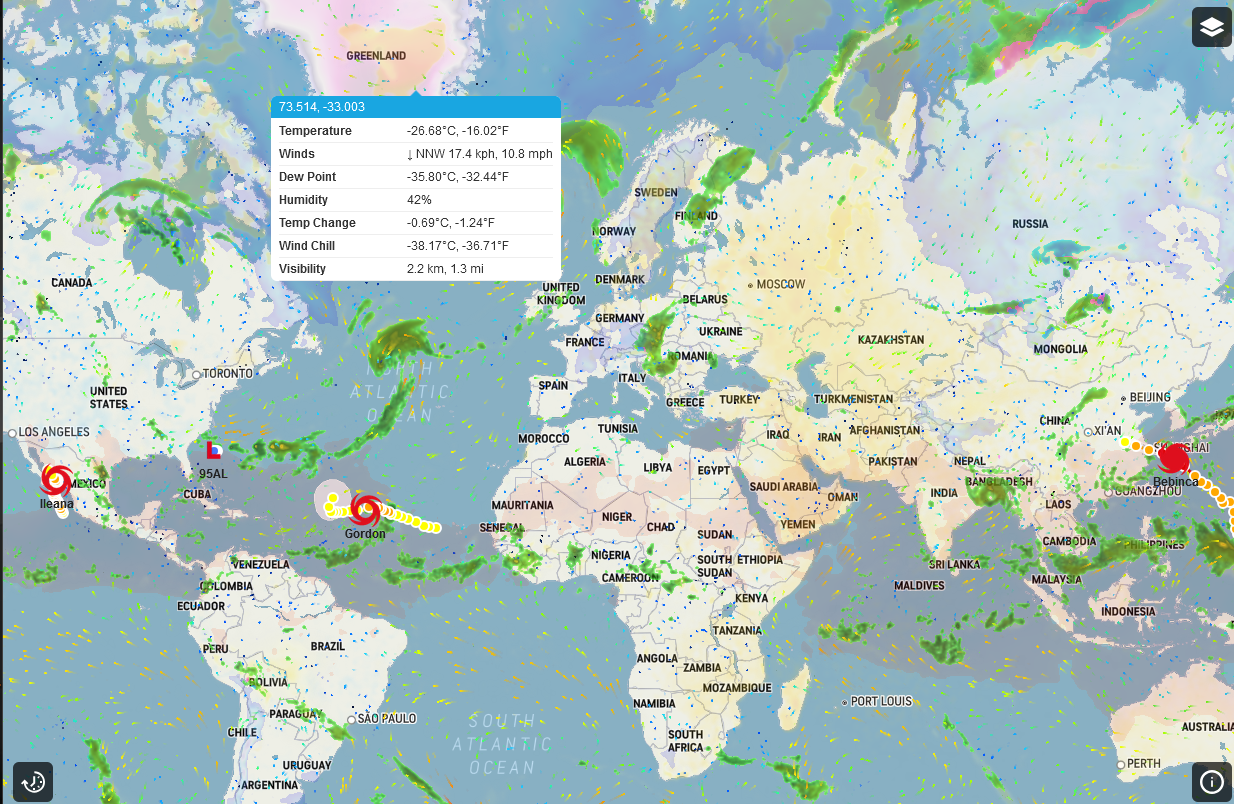 GREENLAND
73.514, -33.003
Temperature -26.68°C, -16.02°F
Winds ↓ NNW 17.4 kph, 10.8 mph
Dew Point -35.80°C, -32.44°F
Humidity 42%
Temp Change -0.69°C, -1.24°F
Wind Chill -38.17°C, -36.71°F
Visibility 2.2 km, 1.3 mi
SWEDEN
FINLAND
NORWAY
RUSSIA
CANADA
DENMARK
MOSCOW
UNITED
KINGDOM
BELARUS
GERMANY
UKRAINE
FRANCE
KAZAKHSTAN
ROMANIA
MONGOLIA
TORONTO
NORTH
ATLANTIC
OCEAN
ITALY
SPAIN
UNITED
STATES
GREECE
TURKEY
TURKMENISTAN
BEIJING
LOS ANGELES
MOROCCO
TUNISIA
IRAQ
IRAN
AFGHANISTAN
CHINA
XI'AN
SHANGHAI
95AL
ALGERIA
LIBYA
EGYPT
PAKISTAN
NEPAL
Bebinca
MEXICO
Ileana
CUBA
SAUDI ARABIA
OMAN
INDIA
BANGLADESH
GUANGZHOU
LAOS
MAURITANIA
NIGER
CHAD
YEMEN
Gordon
SENEGAL
SUDAN
CAMBODIA
PHILIPPINES
VENEZUELA
NIGERIA
SOUTH
SUDAN
ETHIOPIA
SRI LANKA
COLOMBIA
CAMEROON
MALDIVES
MALAYSIA
ECUADOR
KENYA
INDONESIA
PERU
BRAZIL
TANZANIA
ANGOLA
ZAMBIA
BOLIVIA
MOZAMBIQUE
NAMIBIA
PORT LOUIS
PARAGUAY
SÃO PAULO
SOUTH
ATLANTIC
OCEAN
CHILE
SOUTH
AFRICA
AUSTRALIA
URUGUAY
PERTH
ARGENTINA